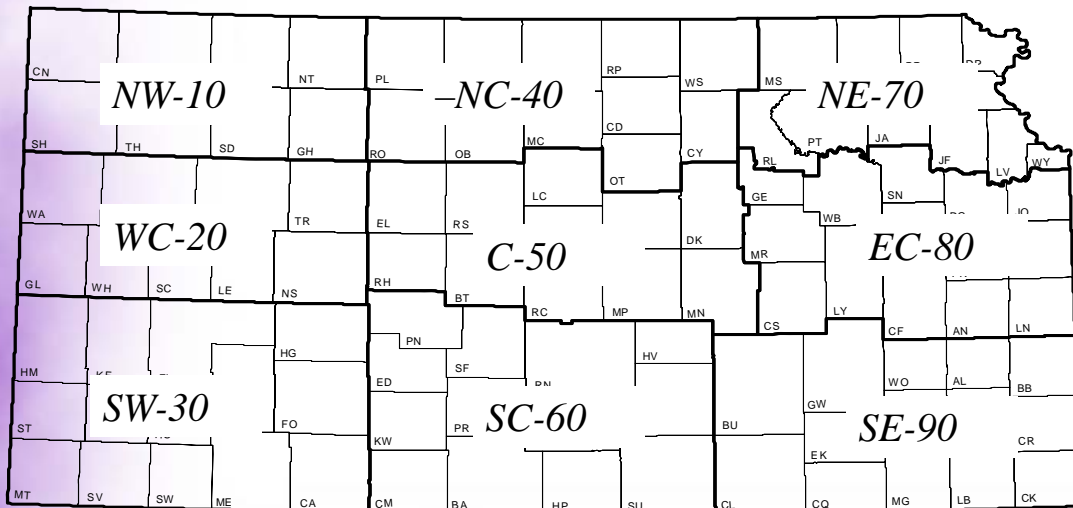 CN
NT
PL
RP
WS
MS
NW-10
–NC-40
NE-70
SH
TH
SD
GH
RO
OB
MC
CD
CY
RL
PT
JA
JF
LV
WY
WA
TR
EL
RS
LC
OT
GE
SN
WB
WC-20
C-50
DK
MR
EC-80
GL
WH
SC
LE
NS
RH
BT
RC
MP
MN
CS
LY
CF
AN
LN
PN
HV
HG
SF
HM
ED
WO
AL
BB
SW-30
SC-60
SE-90
GW
ST
FO
KW
PR
BU
CR
EK
MT
SV
SW
ME
CA
CM
BA
HP
SU
CL
CQ
MG
LB
CK